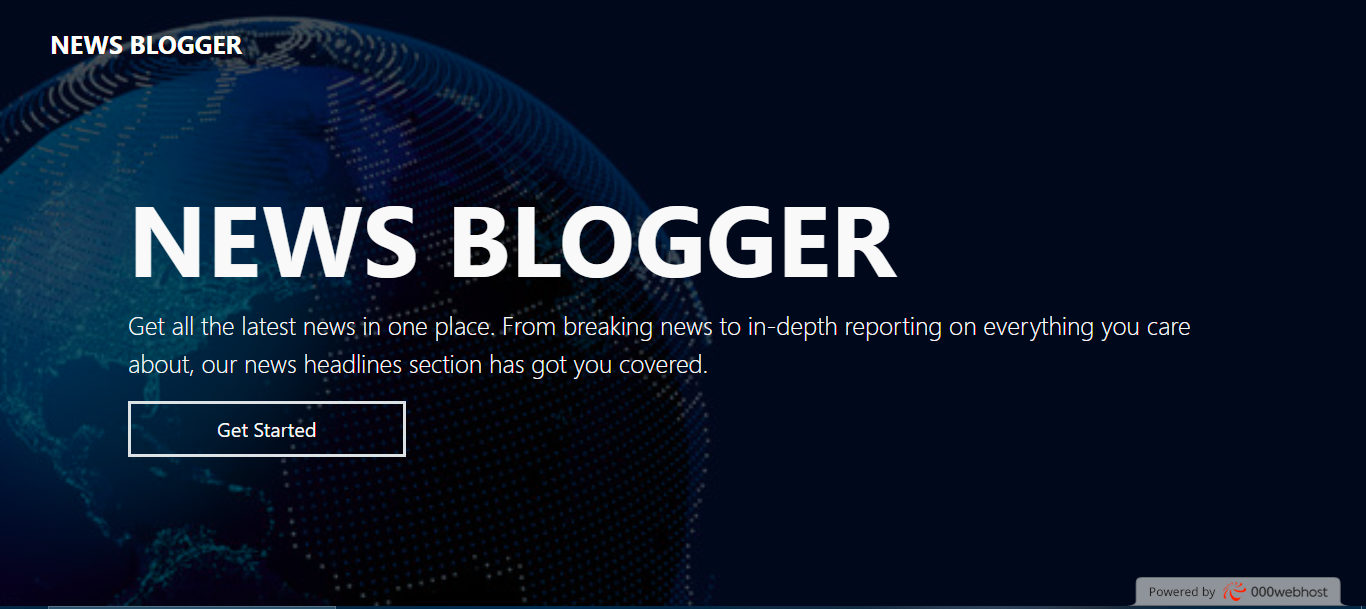 NEWS BLOGGER
NEWS BLOGGER
Get all the latest news in one place. From breaking news to in-depth reporting on everything you care
about, our news headlines section has got you covered.
Get Started
Powered by 000webhost